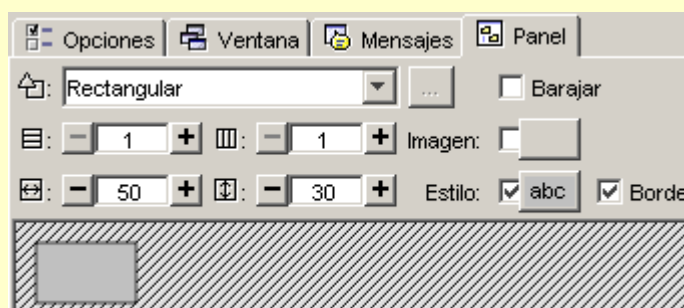 Opciones Ventana Mensajes Panel
: Rectangular ... Barajar
: 1 : 1 Imagen:
: 50 : 30 Estilo: abc Borde